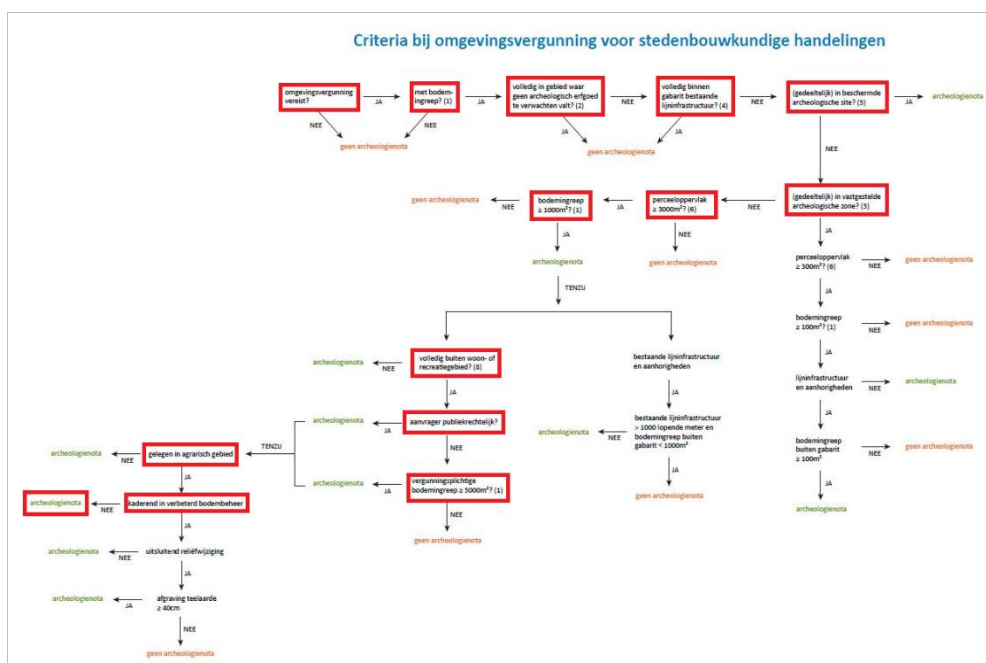 Criteria bij omgevingsvergunning voor stedenbouwkundige handelingen
omgevingsvergunning
vereist?
JA
met bodem-
ingreep? (1)
JA
volledig in gebied waar
geen archeologisch erfgoed
te verwachten valt? (2)
NEE
volledig binnen
gabarit bestaande
lijninfrastructuur? (4)
NEE
(gedeeltelijk) in beschermde
archeologische site? (5)
JA
archeologienota
NEE
NEE
geen archeologienota
JA
JA
geen archeologienota
NEE
geen archeologienota
NEE
bodemingreep
≥ 1000m²? (1)
JA
perceeloppervlak
≥ 3000m²? (6)
NEE
(gedeeltelijk) in vastgestelde
archeologische zone? (3)
JA
NEE
JA
archeologienota
geen archeologienota
perceeloppervlak
≥ 300m²? (6)
NEE
geen archeologienota
TENZU
JA
bodemingreep
≥ 100m²? (1)
NEE
geen archeologienota
archeologienota
NEE
volledig buiten woon- of
recreatiegebied? (8)
bestaande lijninfrastructuur
en aanhorigheden
JA
lijninfrastructuur
en aanhorigheden
NEE
archeologienota
JA
JA
JA
archeologienota
JA
aanvrager publiekrechtelijk?
bestaande lijninfrastructuur
> 1000 lopende meter en
bodemingreep buiten
gabarit < 1000m²
NEE
archeologienota
bodemingreep
buiten gabarit
≥ 100m²
NEE
geen archeologienota
archeologienota
NEE
gelegen in agrarisch gebied
TENZU
NEE
JA
JA
archeologienota
JA
vergunningsplichtige
bodemingreep ≥ 5000m²? (1)
geen archeologienota
archeologienota
JA
archeologienota
NEE
kaderend in verbeterd bodembeheer
NEE
geen archeologienota
JA
archeologienota
NEE
uitsluitend reliëfwijziging
JA
archeologienota
JA
afgraving teelaarde
≥ 40cm
NEE
geen archeologienota